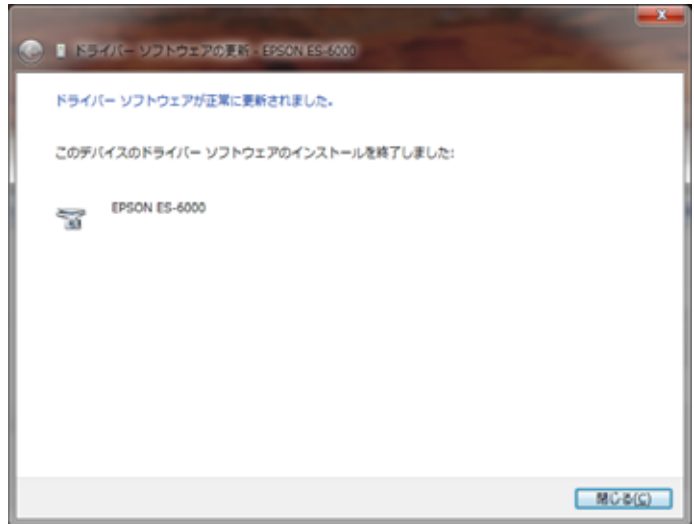 ドライバー ソフトウェアの更新 - EPSON ES-6000
ドライバー ソフトウェアが正常に更新されました。
このデバイスのドライバー ソフトウェアのインストールを終了しました:
EPSON ES-6000
閉じる(C)